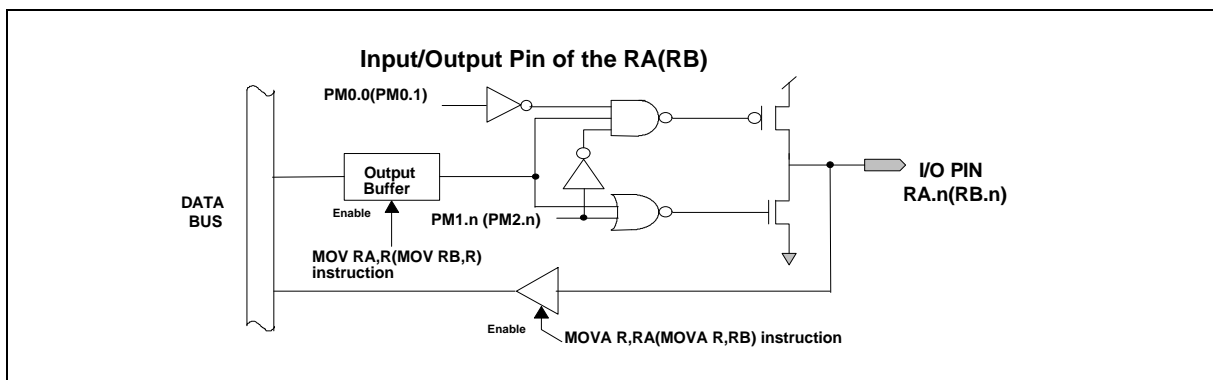 Input/Output Pin of the RA(RB)
PM0.0(PM0.1)
Output
Buffer
I/O PIN
RA.n(RB.n)
DATA
BUS
Enable
PM1.n (PM2.n)
MOV RA,R(MOV RB,R)
instruction
Enable
MOVA R,RA(MOVA R,RB) instruction